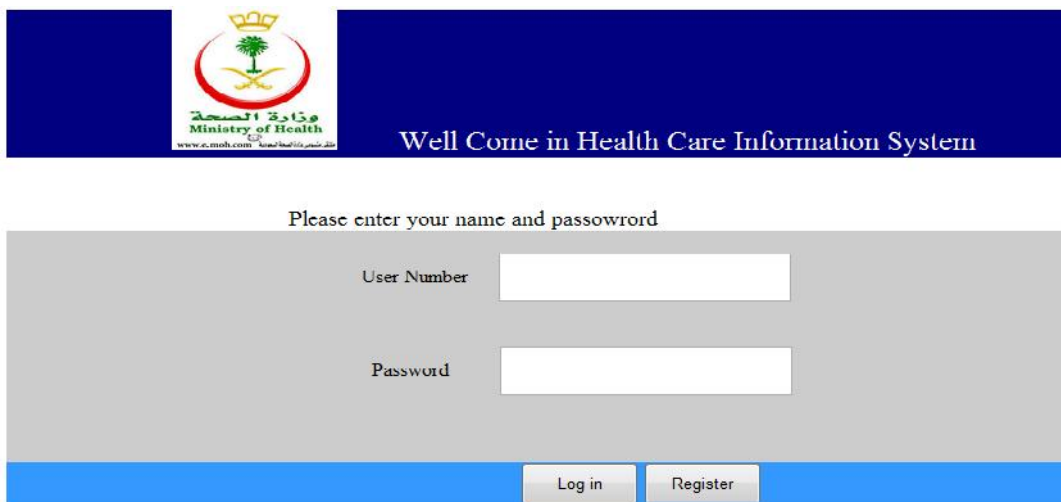 وزارة الصحة
Ministry of Health
www.e.moh.com
Well Come in Health Care Information System
Please enter your name and passowrord
User Number
Password
Log in
Register